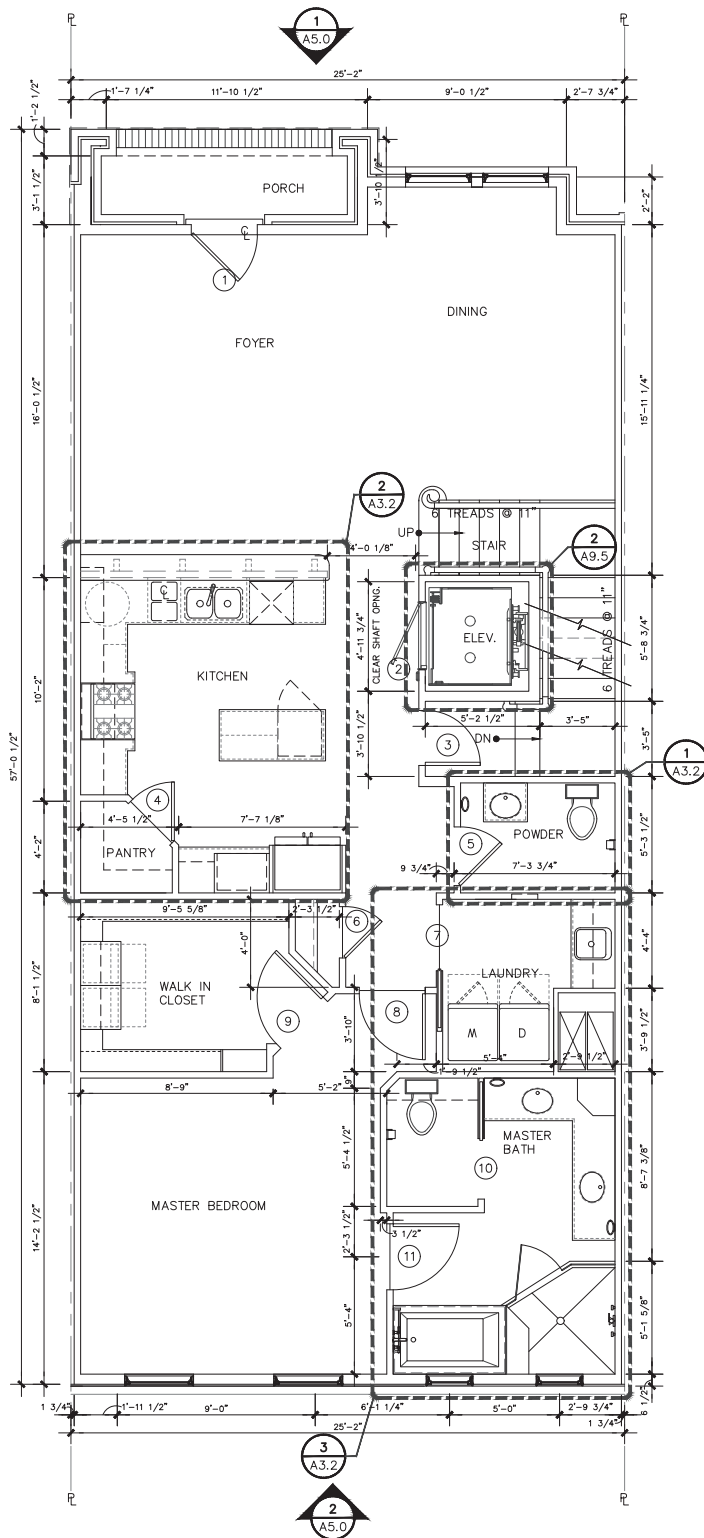 PL
1
A5.0
PL
25'-2"
1'-7 1/4"
11'-10 1/2"
9'-0 1/2"
2'-7 3/4"
1'-2 1/2"
3'-1 1/2"
PORCH
3'-10 1/2"
2'-2"
CL
1
FOYER
DINING
16'-0 1/2"
15'-11 1/4"
2
A3.2
6 TREADS @ 11"
UP
STAIR
2
A9.5
4'-0 1/8"
CL
4'-11 3/4"
CLEAR SHAFT OPNG.
ELEV.
2
6 TREADS @ 11"
5'-8 3/4"
KITCHEN
10'-2"
57'-0 1/2"
5'-2 1/2"
3'-5"
3'-10 1/2"
3
DN
3'-5"
1
A3.2
4
4'-5 1/2"
7'-7 1/8"
PANTRY
4'-2"
POWDER
5
5'-3 1/2"
9 3/4"
7'-3 3/4"
9'-5 5/8"
2'-3 1/2"
6
4'-0"
7
4'-4"
8'-1 1/2"
WALK IN
CLOSET
LAUNDRY
9
8
3'-10"
M
D
3'-9 1/2"
5'-4"
2'-9 1/2"
8'-9"
5'-2"
9"
MASTER
BATH
5'-4 1/2"
10
8'-7 3/8"
MASTER BEDROOM
14'-2 1/2"
3 1/2"
2'-3 1/2"
11
5'-4"
5'-1 5/8"
6 1/2"
1 3/4"
1'-11 1/2"
9'-0"
6'-1 1/4"
5'-0"
2'-9 3/4"
1 3/4"
25'-2"
3
A3.2
PL
2
A5.0
PL